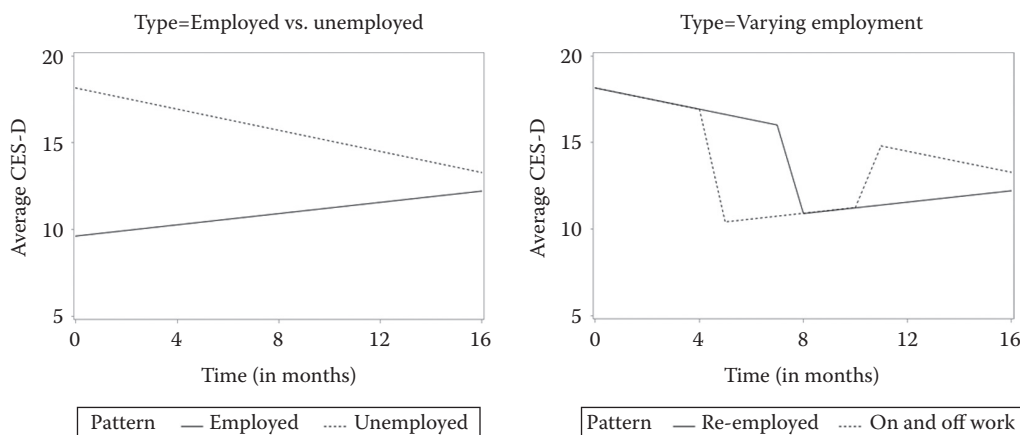 Type=Employed vs. unemployed
20
15
10
5
Average CES-D
0 4 8 12 16
Time (in months)
Pattern Employed Unemployed
Type=Varying employment
20
15
10
5
Average CES-D
0 4 8 12 16
Time (in months)
Pattern Re-employed On and off work